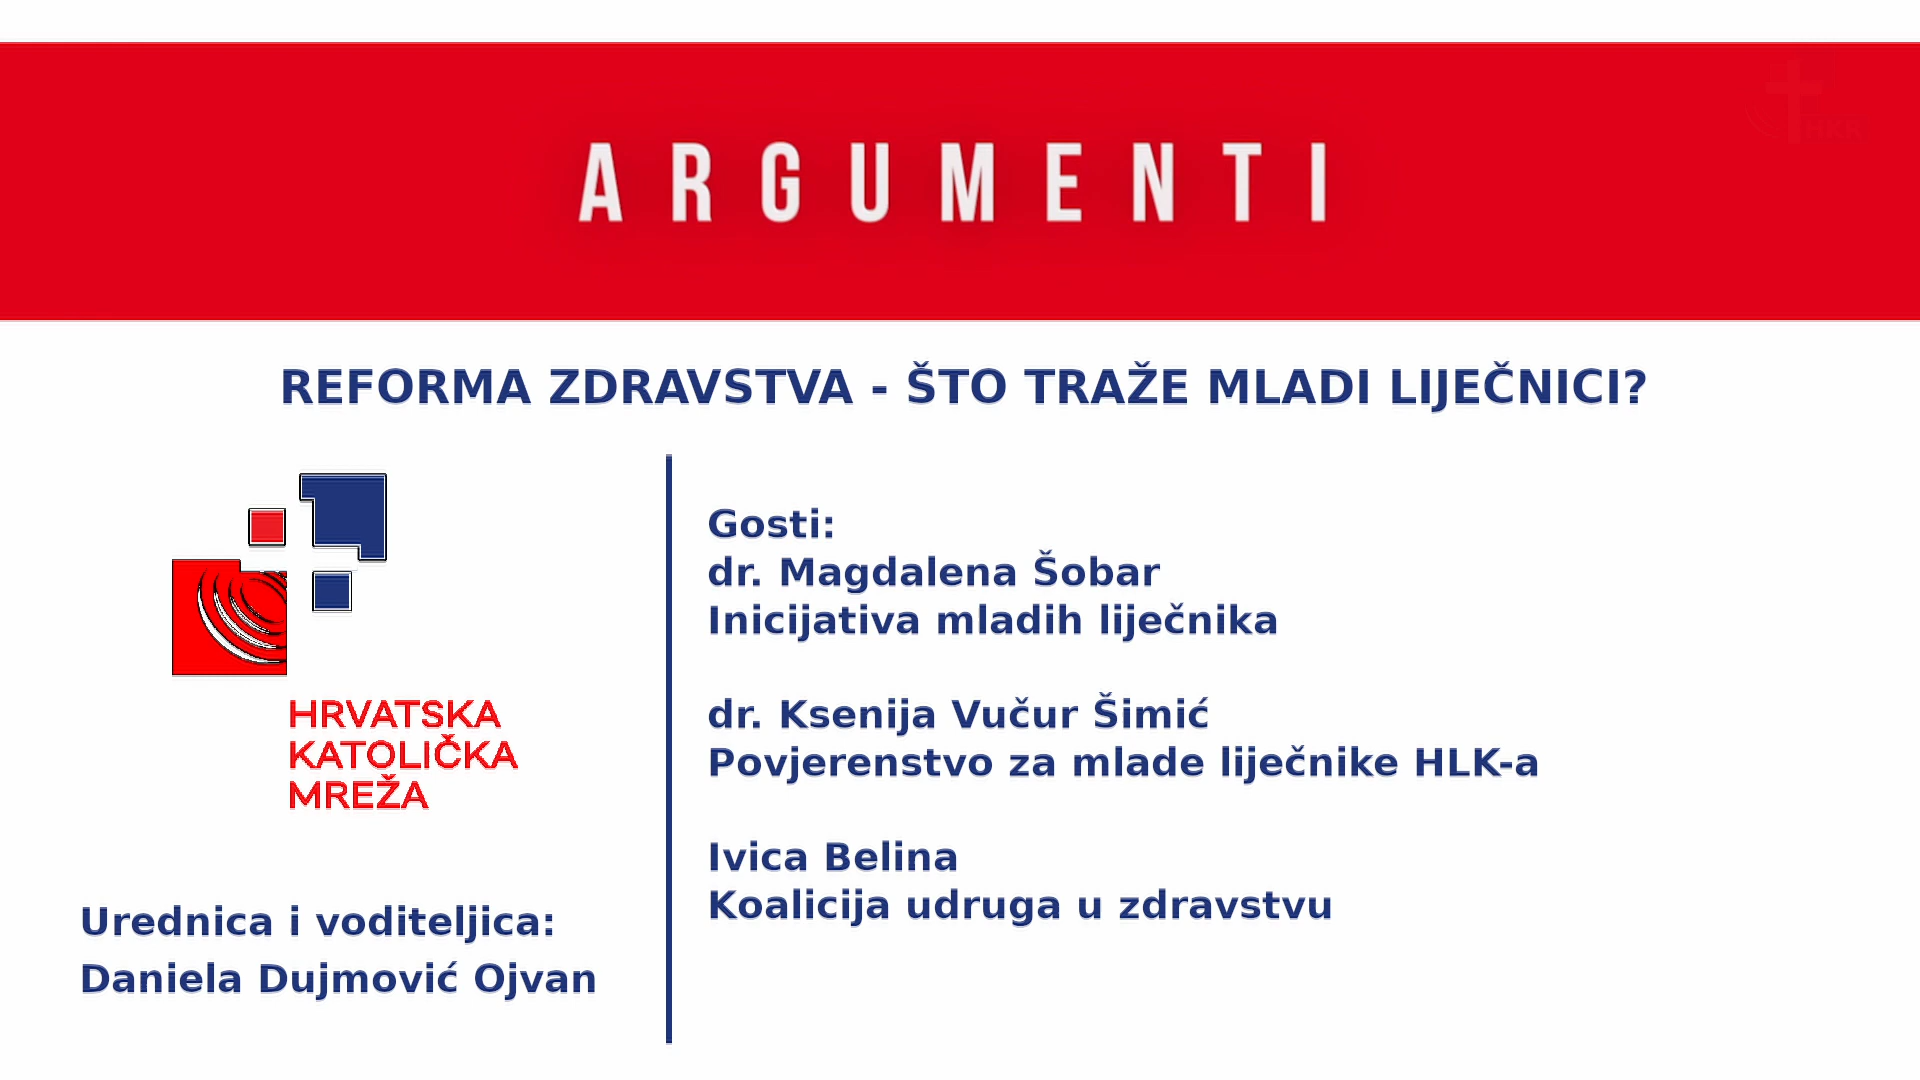 ARGUMENTI
REFORMA ZDRAVSTVA - ŠTO TRAŽE MLADI LIJEČNICI?
HRVATSKA
KATOLIČKA
MREŽA
Urednica i voditeljica:
Daniela Dujmović Ojvan
Gosti:
dr. Magdalena Šobar
Inicijativa mladih liječnika
dr. Ksenija Vučur Šimić
Povjerenstvo za mlade liječnike HLK-a
Ivica Belina
Koalicija udruga u zdravstvu